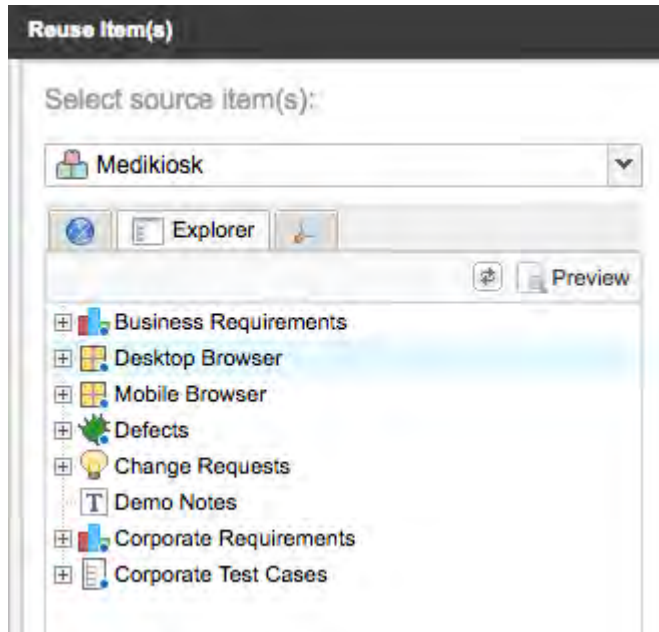 Reuse Item(s)
Select source item(s):
Medikiosk
Explorer
Preview
Business Requirements
Desktop Browser
Mobile Browser
Defects
Change Requests
T Demo Notes
Corporate Requirements
Corporate Test Cases